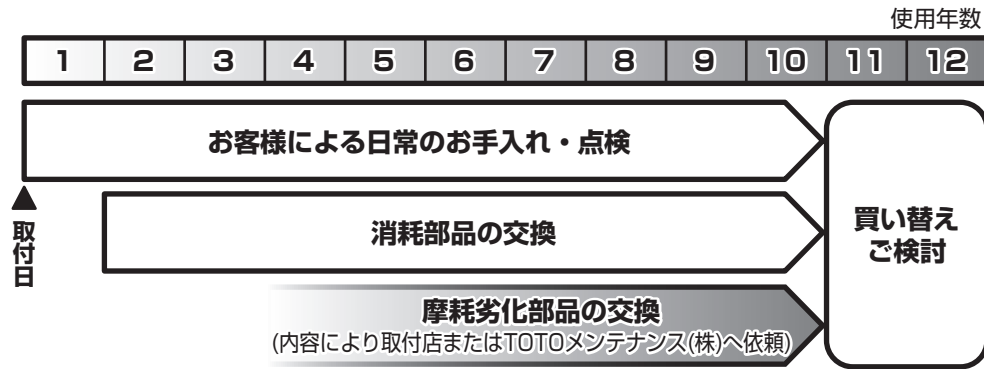 使用年数
1 2 3 4 5 6 7 8 9 10 11 12
お客様による日常のお手入れ・点検
取付日
消耗部品の交換
買い替え
ご検討
摩耗劣化部品の交換
(内容により取付店またはTOTOメンテナンス(株)へ依頼)